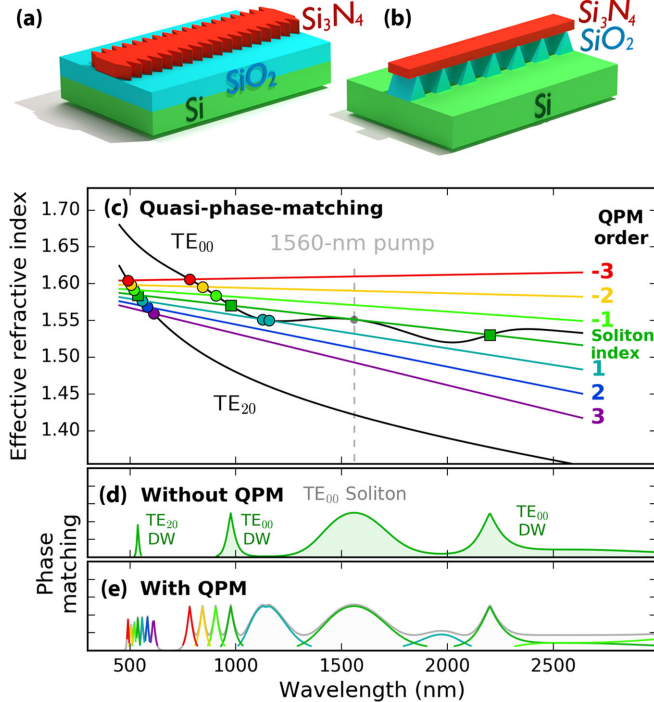 (a)
Si₃N₄
SiO₂
Si
(b)
Si₃N₄
SiO₂
Si
(c) Quasi-phase-matching
QPM
order
TE₀₀
1560-nm pump
-3
-2
-1
Soliton
index
1
2
3
TE₂₀
Effective refractive index
1.70
1.65
1.60
1.55
1.50
1.45
1.40
(d) Without QPM
TE₀₀ Soliton
TE₂₀
DW
TE₀₀
DW
TE₀₀
DW
Phase
matching
(e) With QPM
500
1000
1500
2000
2500
Wavelength (nm)